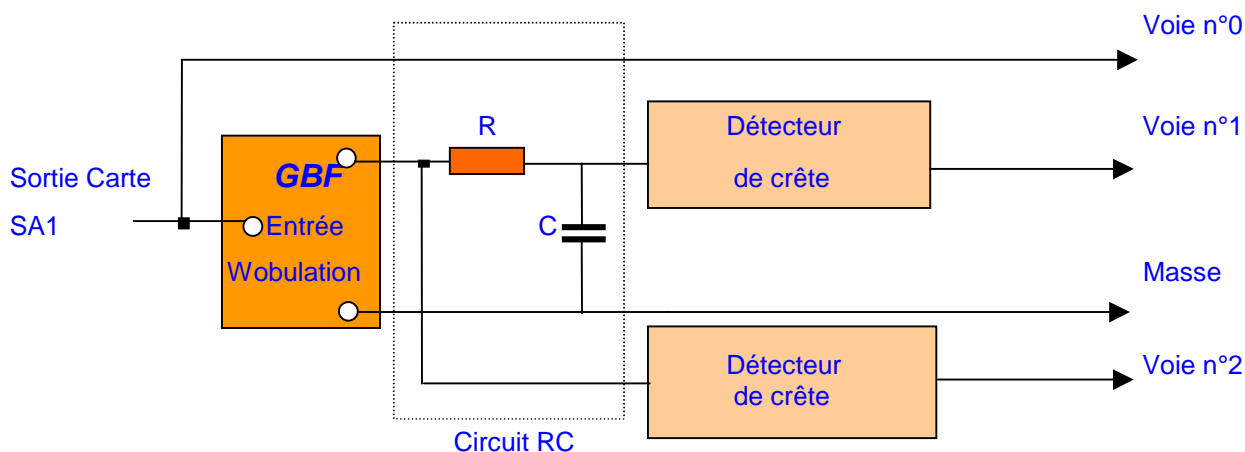 Voie n°0
R
Détecteur
de crête
Voie n°1
Sortie Carte
SA1
GBF
Entrée
Wobulation
C
Masse
Détecteur
de crête
Voie n°2
Circuit RC